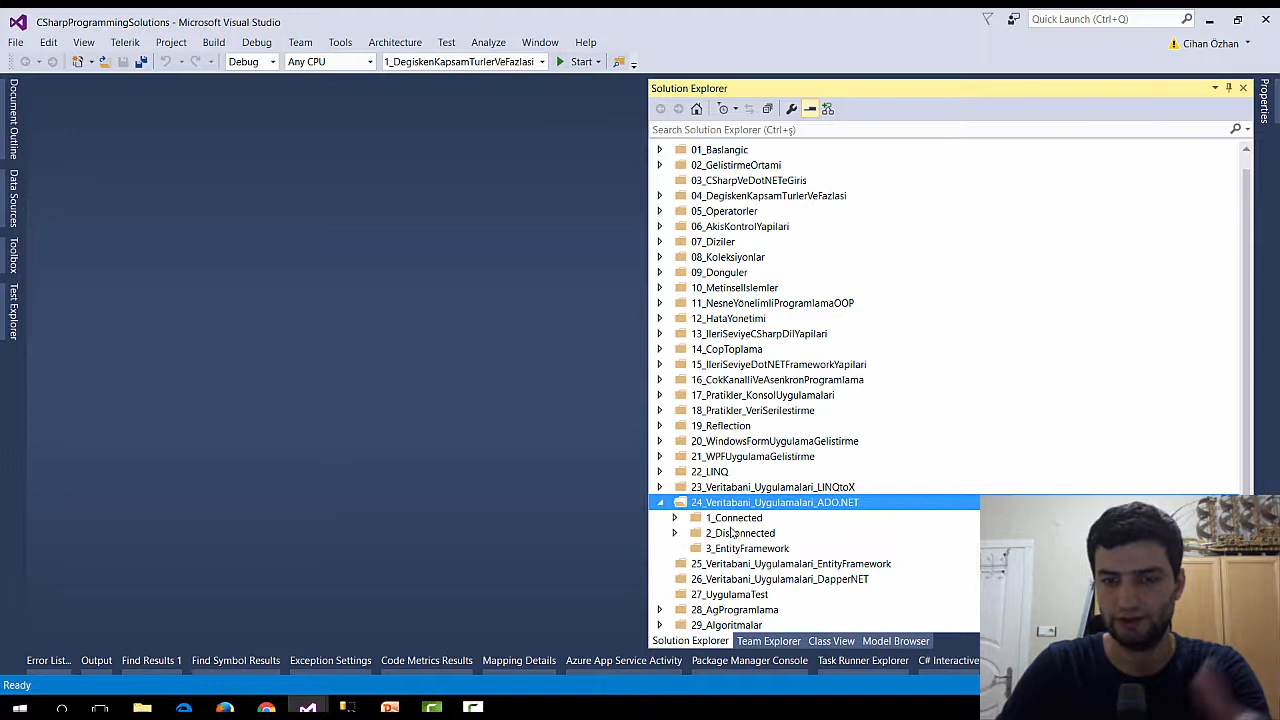 CSharpProgrammingSolutions - Microsoft Visual Studio
Quick Launch (Ctrl+Q)
File Edit View Telerik Project Build Debug Team Tools Architecture Test Analyze Window Help
Cihan Özhan
Debug Any CPU 1_DegiskenKapsamTurlerVeFazlasi Start
Document Outline
Data Sources
Toolbox
Test Explorer
Solution Explorer
Properties
Search Solution Explorer (Ctrl+ş)
01_Baslangic
02_GelistirmeOrtami
03_CSharpVeDotNETeGiris
04_DegiskenKapsamTurlerVeFazlasi
05_Operatorler
06_AkisKontrolYapilari
07_Diziler
08_Koleksiyonlar
09_Donguler
10_MetinselIslemler
11_NesneYönelimliProgramlamaOOP
12_HataYonetimi
13_IleriSeviyeCSharpDilYapilari
14_CopToplama
15_IleriSeviyeDotNETFrameworkYapilari
16_CokKanalliVeAsenkronProgramlama
17_Pratikler_KonsolUygulamalari
18_Pratikler_VeriSerilestirme
19_Reflection
20_WindowsFormUygulamaGelistirme
21_WPFUygulamaGelistirme
22_LINQ
23_Veritabani_Uygulamalari_LINQtoX
24_Veritabani_Uygulamalari_ADO.NET
1_Connected
2_Disconnected
3_EntityFramework
25_Veritabani_Uygulamalari_EntityFramework
26_Veritabani_Uygulamalari_DapperNET
27_UygulamaTest
28_AgProgramlama
29_Algoritmalar
Solution Explorer Team Explorer Class View Model Browser
Error List... Output Find Results 1 Find Symbol Results Exception Settings Code Metrics Results Mapping Details Azure App Service Activity Package Manager Console Task Runner Explorer C# Interactive
Ready